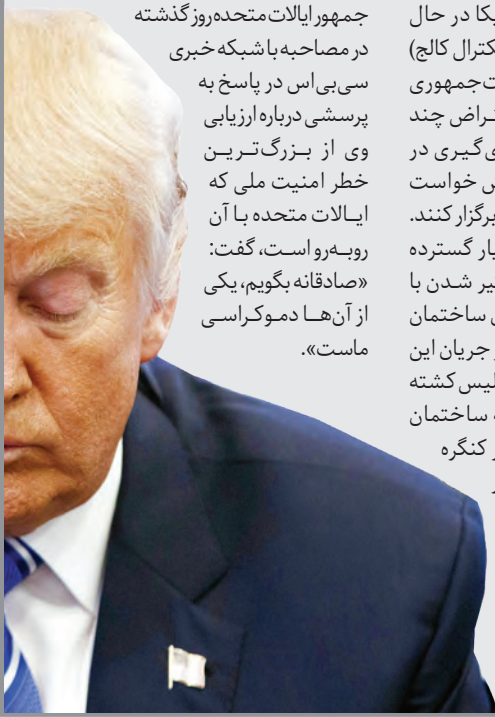 یکا در حال
کترال کالج)
ت‌جمهوری
تراض چند
ی‌گیری در
س خواست
برگزار کنند.
یار گسترده
گیر شدن با
ی ساختمان
ر جریان این
لیس کشته
ه ساختمان
ر کنگره
جمهور ایالات متحده روز گذشته
در مصاحبه با شبکه خبری
سی‌بی‌اس در پاسخ به
پرسشی درباره ارزیابی
وی از بزرگ‌ترین
خطر امنیت ملی که
ایالات متحده با آن
روبه‌رو است، گفت:
«صادقانه بگویم، یکی
از آن‌ها دموکراسی
ماست».